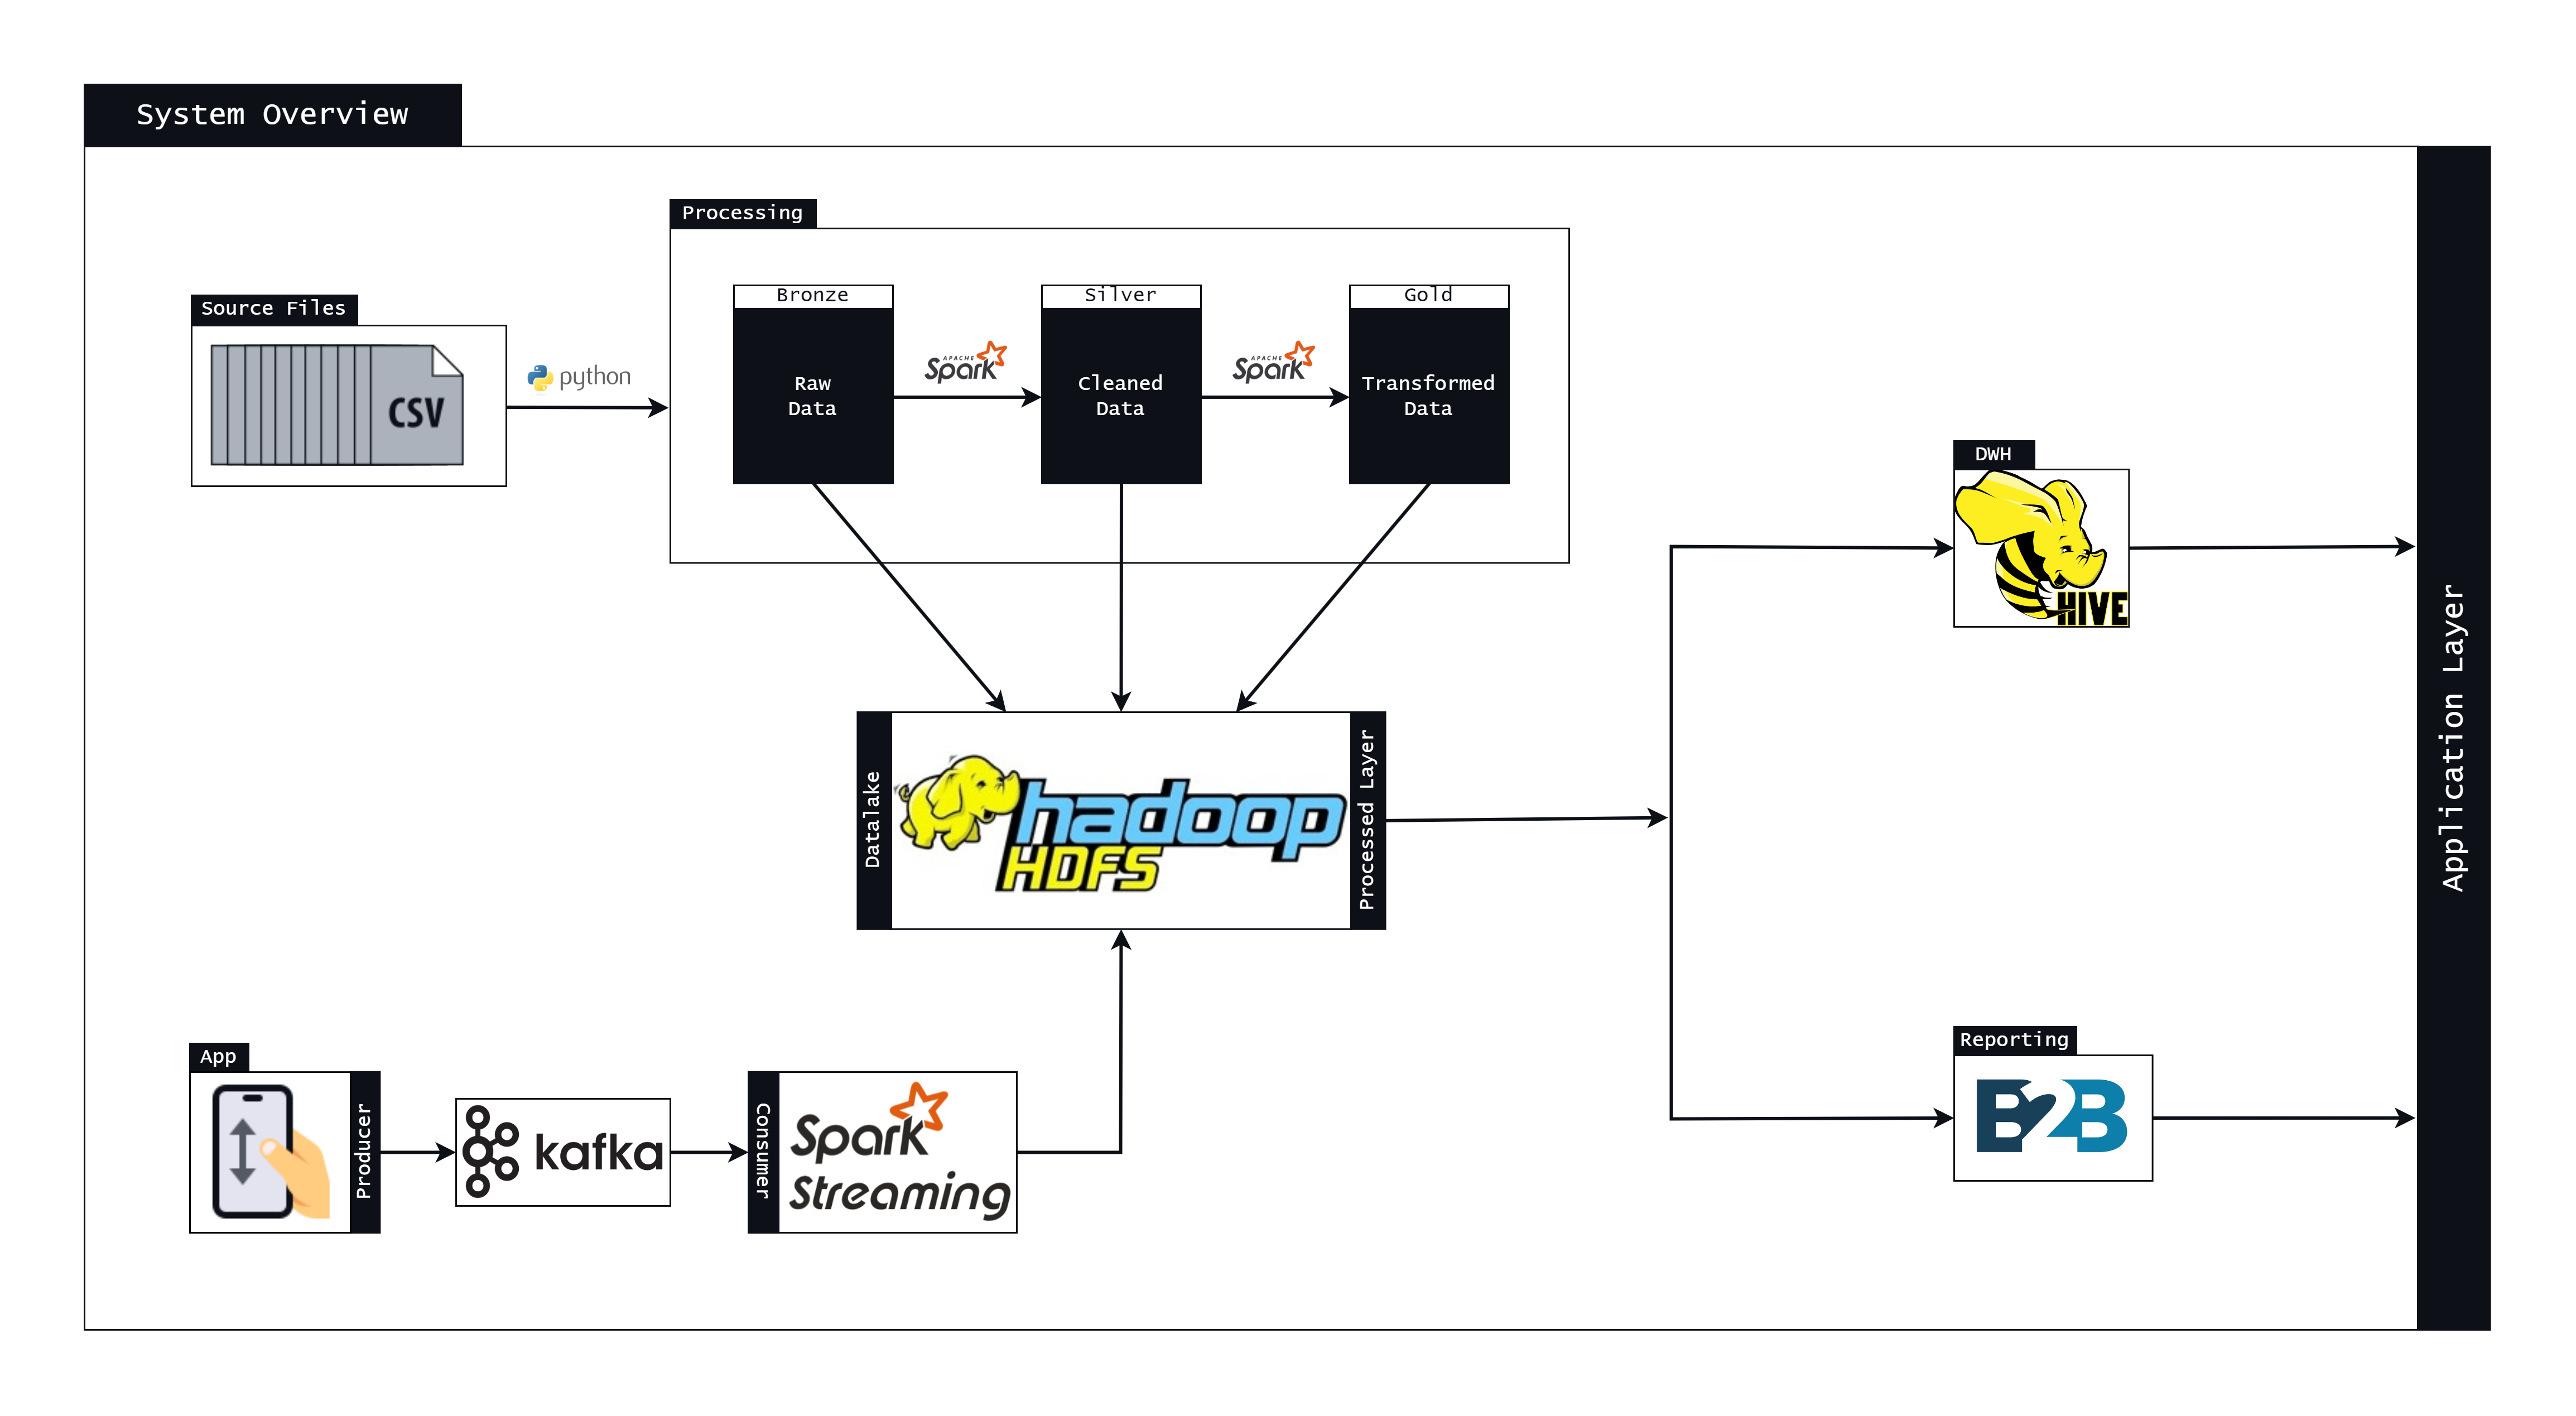 System Overview
Processing
Source Files
CSV
python
Bronze
Raw
Data
APACHE
Spark
Silver
Cleaned
Data
APACHE
Spark
Gold
Transformed
Data
DWH
HIVE
Datalake
hadoop
HDFS
Processed Layer
App
Producer
kafka
Consumer
Spark
Streaming
Reporting
B2B
Application Layer